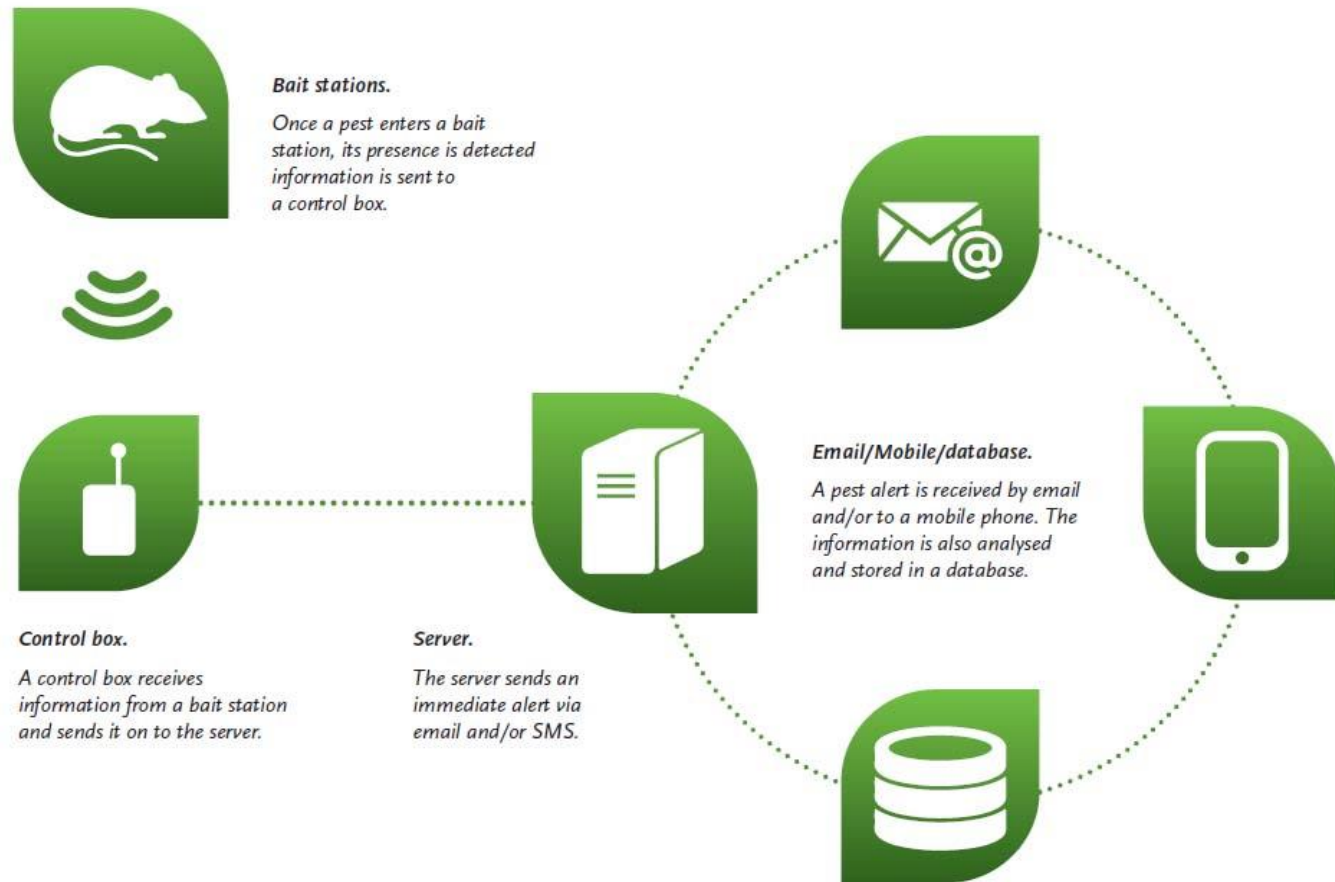 Bait stations.
Once a pest enters a bait
station, its presence is detected
information is sent to
a control box.
@
Email/Mobile/database.
A pest alert is received by email
and/or to a mobile phone. The
information is also analysed
and stored in a database.
Control box.
A control box receives
information from a bait station
and sends it on to the server.
Server.
The server sends an
immediate alert via
email and/or SMS.